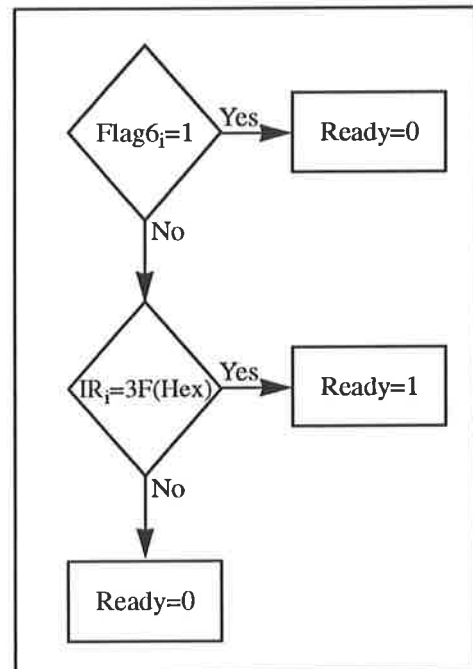 Flag6i=1
Yes
Ready=0
No
IRi=3F(Hex)
Yes
Ready=1
No
Ready=0